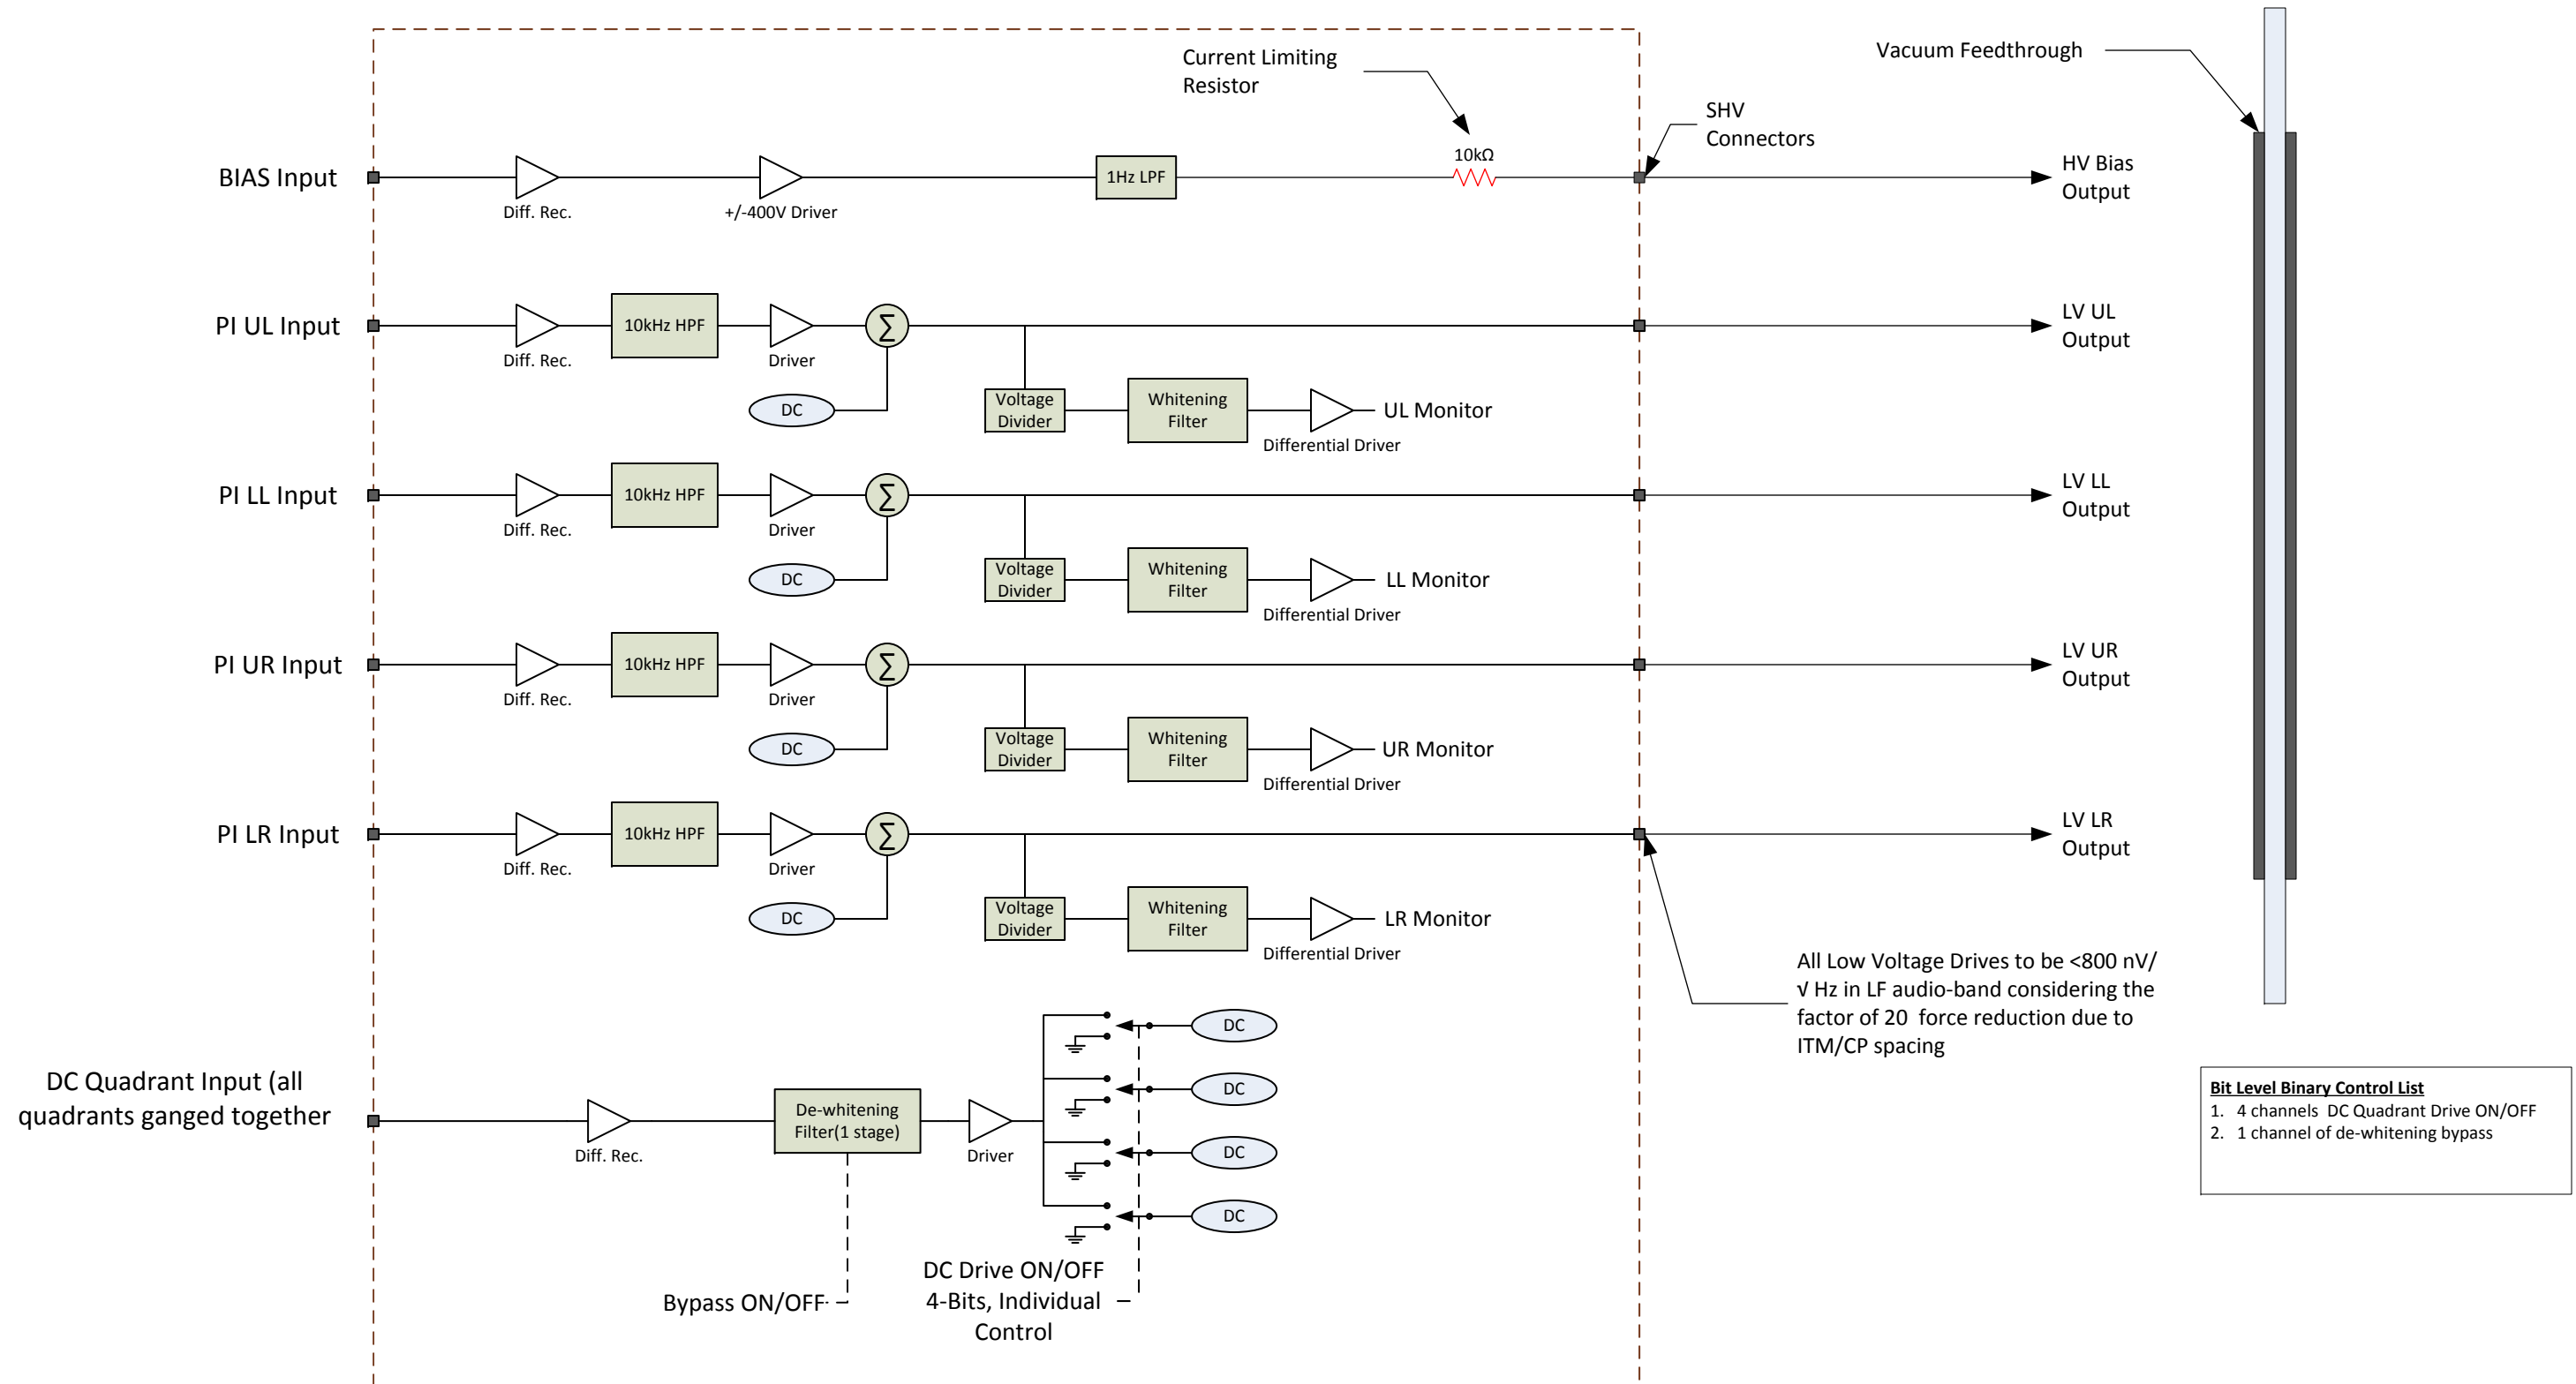 Current Limiting
Resistor
Vacuum Feedthrough
SHV
Connectors
BIAS Input
Diff. Rec.
+/-400V Driver
1Hz LPF
10kΩ
HV Bias
Output
PI UL Input
Diff. Rec.
10kHz HPF
Driver
∑
DC
Voltage
Divider
Whitening
Filter
Differential Driver
UL Monitor
LV UL
Output
PI LL Input
Diff. Rec.
10kHz HPF
Driver
∑
DC
Voltage
Divider
Whitening
Filter
Differential Driver
LL Monitor
LV LL
Output
PI UR Input
Diff. Rec.
10kHz HPF
Driver
∑
DC
Voltage
Divider
Whitening
Filter
Differential Driver
UR Monitor
LV UR
Output
PI LR Input
Diff. Rec.
10kHz HPF
Driver
∑
DC
Voltage
Divider
Whitening
Filter
Differential Driver
LR Monitor
LV LR
Output
All Low Voltage Drives to be <800 nV/
√ Hz in LF audio-band considering the
factor of 20 force reduction due to
ITM/CP spacing
DC Quadrant Input (all
quadrants ganged together
Diff. Rec.
De-whitening
Filter(1 stage)
Driver
DC
DC
DC
DC
Bypass ON/OFF
DC Drive ON/OFF
4-Bits, Individual
Control
Bit Level Binary Control List
1. 4 channels DC Quadrant Drive ON/OFF
2. 1 channel of de-whitening bypass